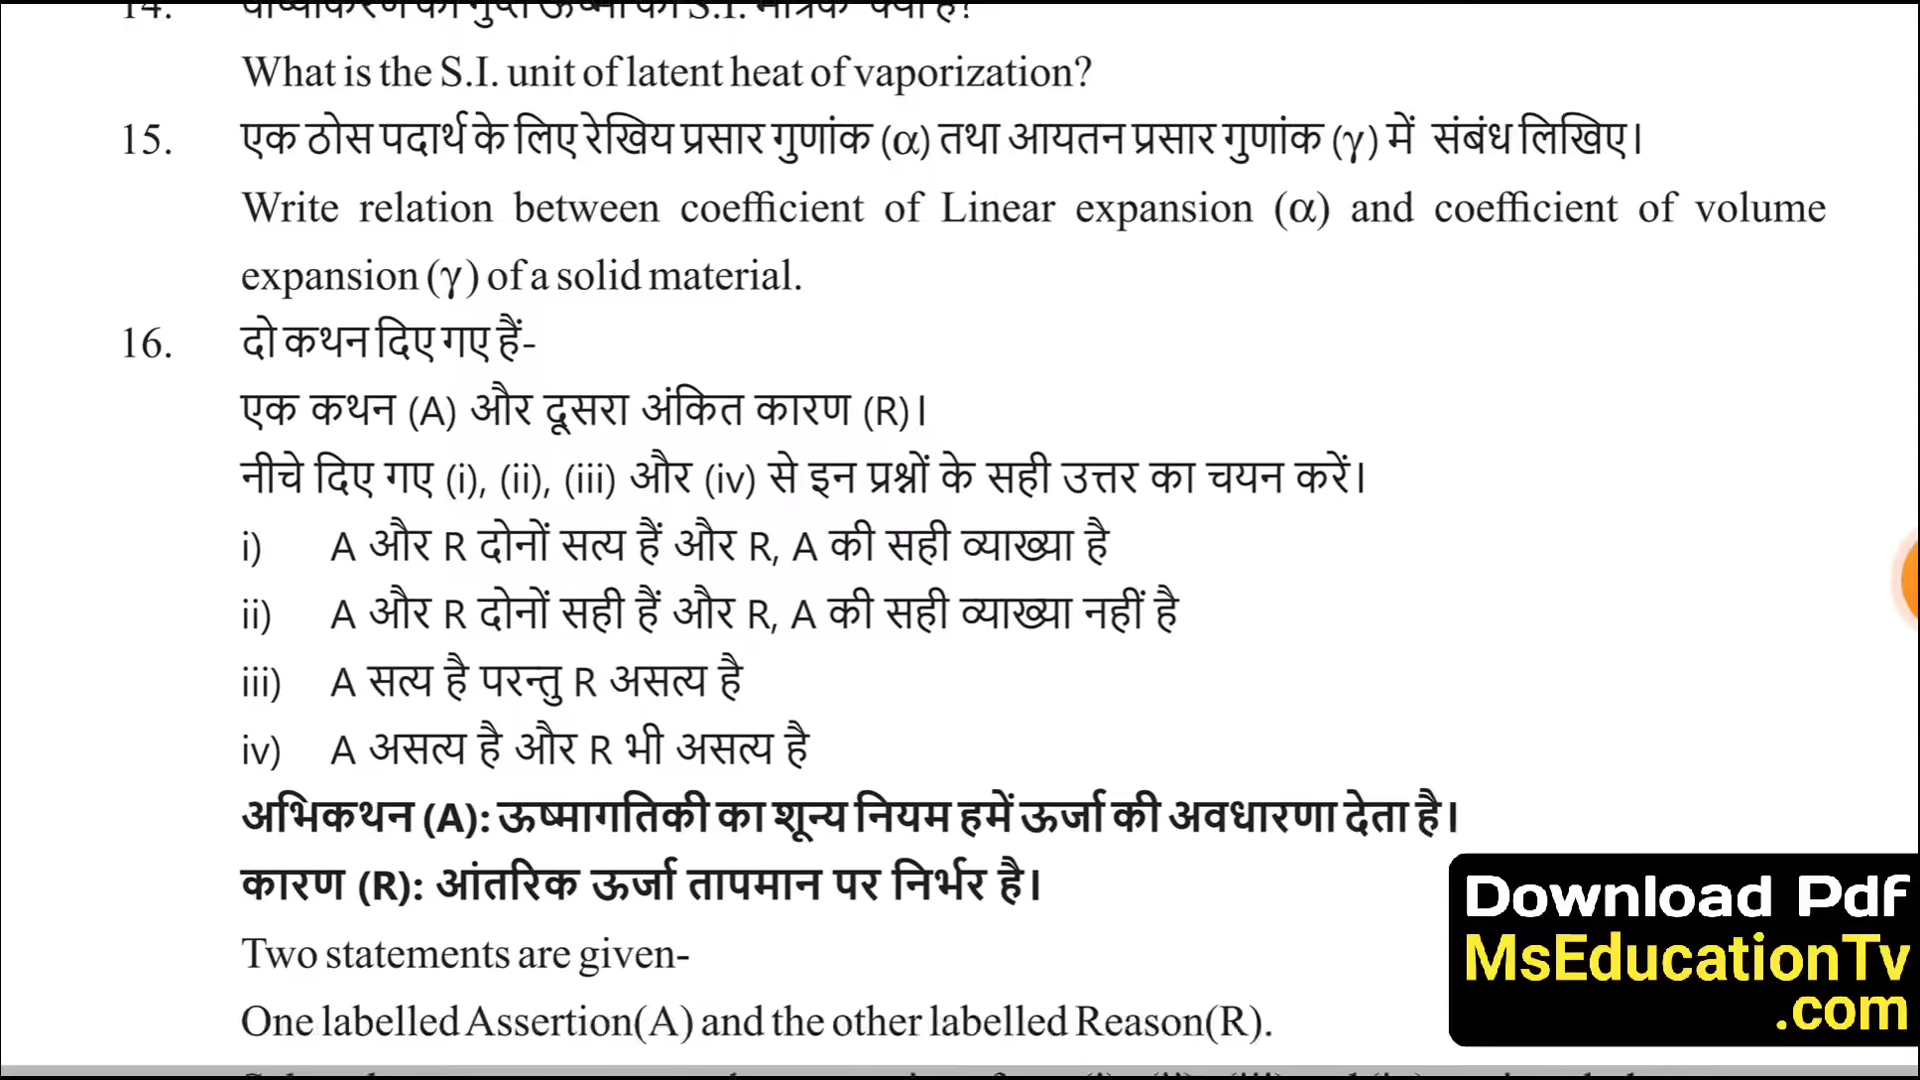 14. वाष्पीकरण की गुप्त ऊष्मा का S.I. मात्रक क्या है?
What is the S.I. unit of latent heat of vaporization?
15. एक ठोस पदार्थ के लिए रेखिय प्रसार गुणांक (α) तथा आयतन प्रसार गुणांक (γ) में संबंध लिखिए।
Write relation between coefficient of Linear expansion (α) and coefficient of volume
expansion (γ) of a solid material.
16. दो कथन दिए गए हैं-
एक कथन (A) और दूसरा अंकित कारण (R)।
नीचे दिए गए (i), (ii), (iii) और (iv) से इन प्रश्नों के सही उत्तर का चयन करें।
i) A और R दोनों सत्य हैं और R, A की सही व्याख्या है
ii) A और R दोनों सही हैं और R, A की सही व्याख्या नहीं है
iii) A सत्य है परन्तु R असत्य है
iv) A असत्य है और R भी असत्य है
अभिकथन (A): ऊष्मागतिकी का शून्य नियम हमें ऊर्जा की अवधारणा देता है।
कारण (R): आंतरिक ऊर्जा तापमान पर निर्भर है।
Two statements are given-
One labelled Assertion(A) and the other labelled Reason(R).
Download Pdf
MsEducationTv
.com